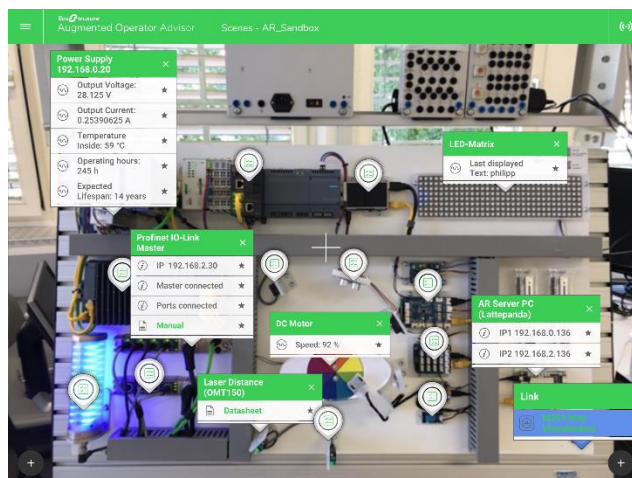 EcoStruxure
Augmented Operator Advisor
Scenes - AR_Sandbox
Power Supply
192.168.0.20
Output Voltage:
28.125 V
Output Current:
0.25390625 A
Temperature
Inside: 59 °C
Operating hours:
245 h
Expected
Lifespan: 14 years
LED-Matrix
Last displayed
Text: philipp
Profinet IO-Link
Master
IP 192.168.2.30
Master connected
Ports connected
Manual
DC Motor
Speed: 92 %
AR Server PC
(Lattepanda)
IP1 192.168.0.136
IP2 192.168.2.136
Laser Distance
(OMT150)
Datasheet
Link